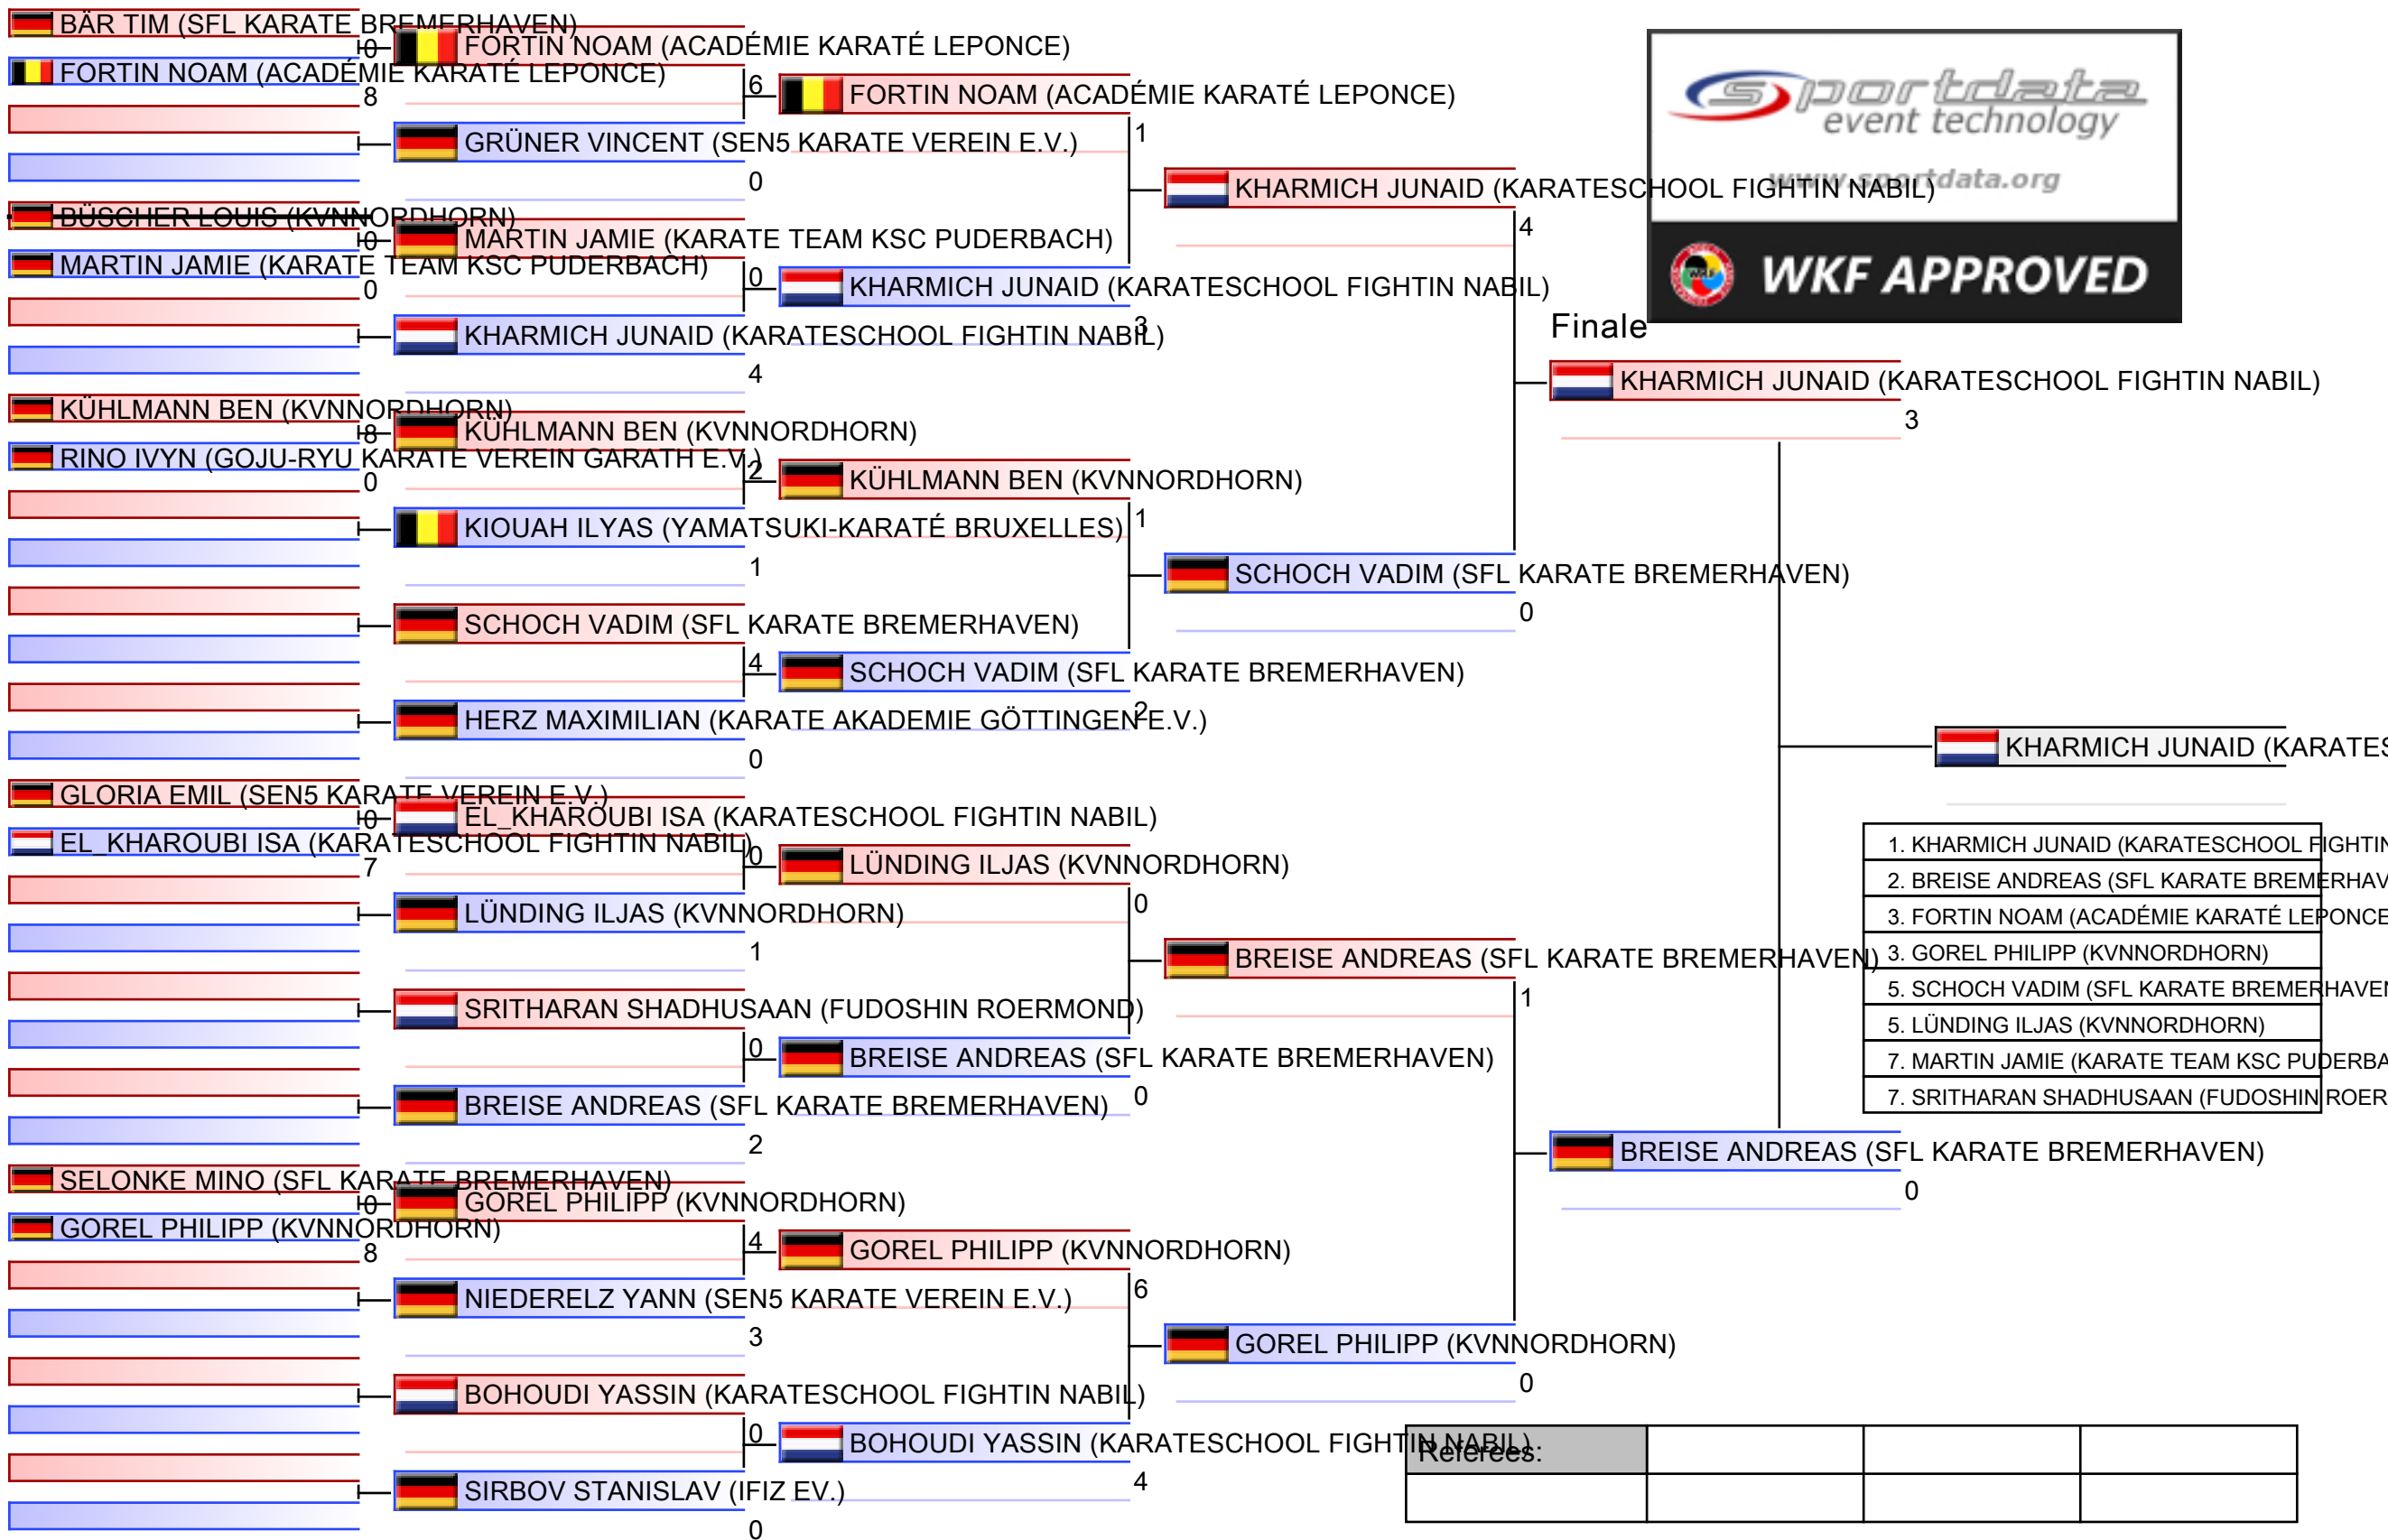 BÄR TIM (SFL KARATE BREMERHAVEN)
0
FORTIN NOAM (ACADÉMIE KARATÉ LEPONCE)
8
BÜSCHER LOUIS (KVNNORDHORN)
0
MARTIN JAMIE (KARATE TEAM KSC PUDERBACH)
0
KÜHLMANN BEN (KVNNORDHORN)
8
RINO IVYN (GOJU-RYU KARATE VEREIN GARATH E.V.)
0
GLORIA EMIL (SEN5 KARATE VEREIN E.V.)
0
EL_KHAROUBI ISA (KARATESCHOOL FIGHTIN NABIL)
7
SELONKE MINO (SFL KARATE BREMERHAVEN)
0
GOREL PHILIPP (KVNNORDHORN)
8
FORTIN NOAM (ACADÉMIE KARATÉ LEPONCE)
6
GRÜNER VINCENT (SEN5 KARATE VEREIN E.V.)
0
MARTIN JAMIE (KARATE TEAM KSC PUDERBACH)
0
KHARMICH JUNAID (KARATESCHOOL FIGHTIN NABIL)
4
KÜHLMANN BEN (KVNNORDHORN)
2
KIOUAH ILYAS (YAMATSUKI-KARATÉ BRUXELLES)
1
SCHOCH VADIM (SFL KARATE BREMERHAVEN)
4
HERZ MAXIMILIAN (KARATE AKADEMIE GÖTTINGEN E.V.)
0
EL_KHAROUBI ISA (KARATESCHOOL FIGHTIN NABIL)
0
LÜNDING ILJAS (KVNNORDHORN)
1
SRITHARAN SHADHUSAAN (FUDOSHIN ROERMOND)
0
BREISE ANDREAS (SFL KARATE BREMERHAVEN)
2
GOREL PHILIPP (KVNNORDHORN)
4
NIEDERELZ YANN (SEN5 KARATE VEREIN E.V.)
3
BOHOUDI YASSIN (KARATESCHOOL FIGHTIN NABIL)
0
SIRBOV STANISLAV (IFIZ EV.)
0
FORTIN NOAM (ACADÉMIE KARATÉ LEPONCE)
1
KHARMICH JUNAID (KARATESCHOOL FIGHTIN NABIL)
3
KÜHLMANN BEN (KVNNORDHORN)
1
SCHOCH VADIM (SFL KARATE BREMERHAVEN)
2
LÜNDING ILJAS (KVNNORDHORN)
0
BREISE ANDREAS (SFL KARATE BREMERHAVEN)
0
GOREL PHILIPP (KVNNORDHORN)
6
BOHOUDI YASSIN (KARATESCHOOL FIGHTIN NABIL)
4
KHARMICH JUNAID (KARATESCHOOL FIGHTIN NABIL)
4
SCHOCH VADIM (SFL KARATE BREMERHAVEN)
0
BREISE ANDREAS (SFL KARATE BREMERHAVEN)
1
GOREL PHILIPP (KVNNORDHORN)
0
sportdata
event technology
www.sportdata.org
WKF
WKF APPROVED
Finale
KHARMICH JUNAID (KARATESCHOOL FIGHTIN NABIL)
3
BREISE ANDREAS (SFL KARATE BREMERHAVEN)
0
KHARMICH JUNAID (KARATES
1. KHARMICH JUNAID (KARATESCHOOL FIGHTIN
2. BREISE ANDREAS (SFL KARATE BREMERHAV
3. FORTIN NOAM (ACADÉMIE KARATÉ LEPONCE
3. GOREL PHILIPP (KVNNORDHORN)
5. SCHOCH VADIM (SFL KARATE BREMERHAVEN
5. LÜNDING ILJAS (KVNNORDHORN)
7. MARTIN JAMIE (KARATE TEAM KSC PUDERBA
7. SRITHARAN SHADHUSAAN (FUDOSHIN ROER
Referees: